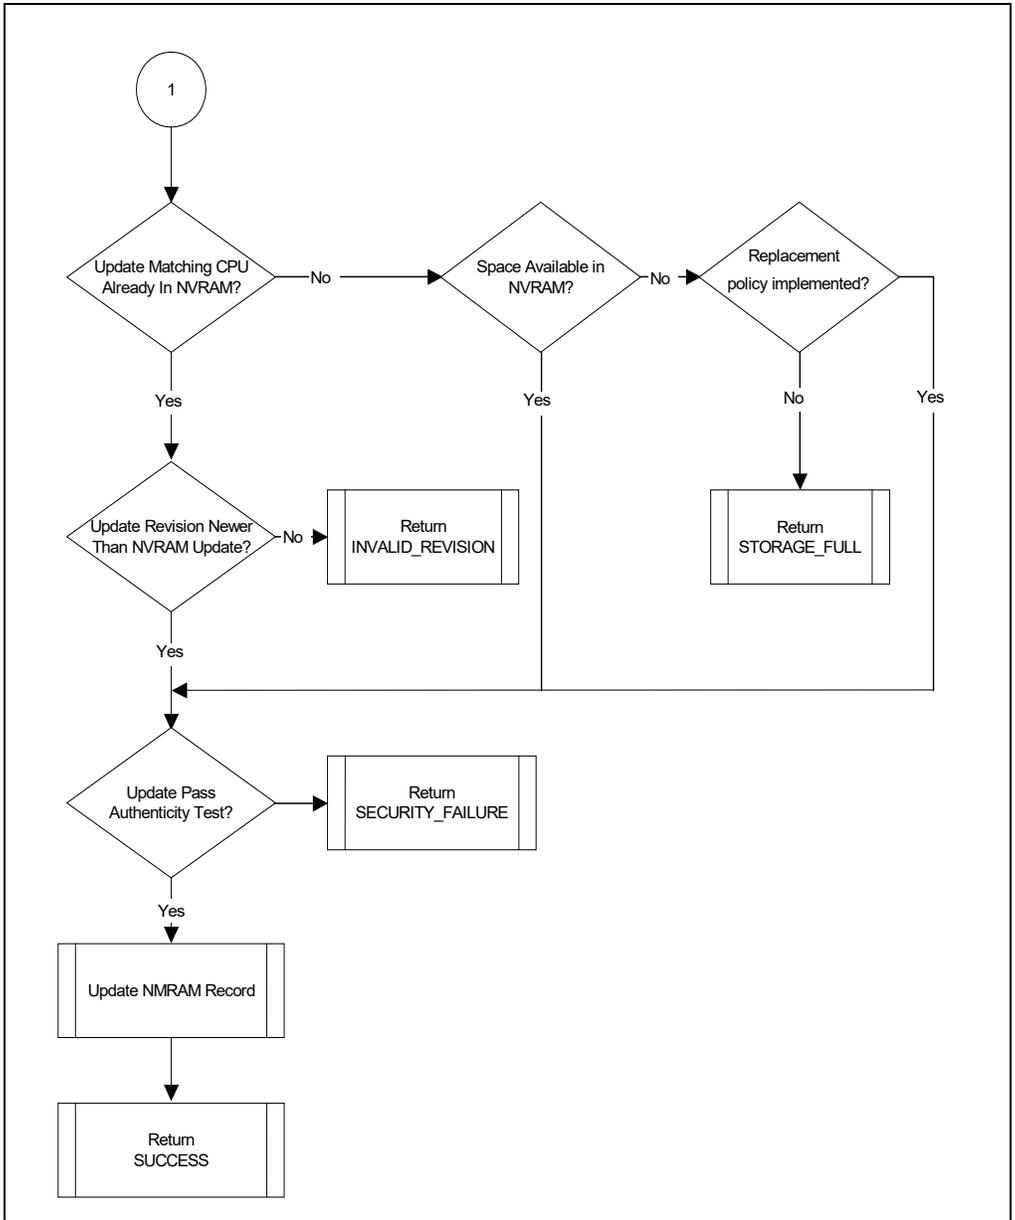 1
Update Matching CPU
Already In NVRAM?
No
Space Available in
NVRAM?
No
Replacement
policy implemented?
Yes
Yes
No
Yes
Update Revision Newer
Than NVRAM Update?
No
Return
INVALID_REVISION
Return
STORAGE_FULL
Yes
Update Pass
Authenticity Test?
Return
SECURITY_FAILURE
Yes
Update NMRAM Record
Return
SUCCESS